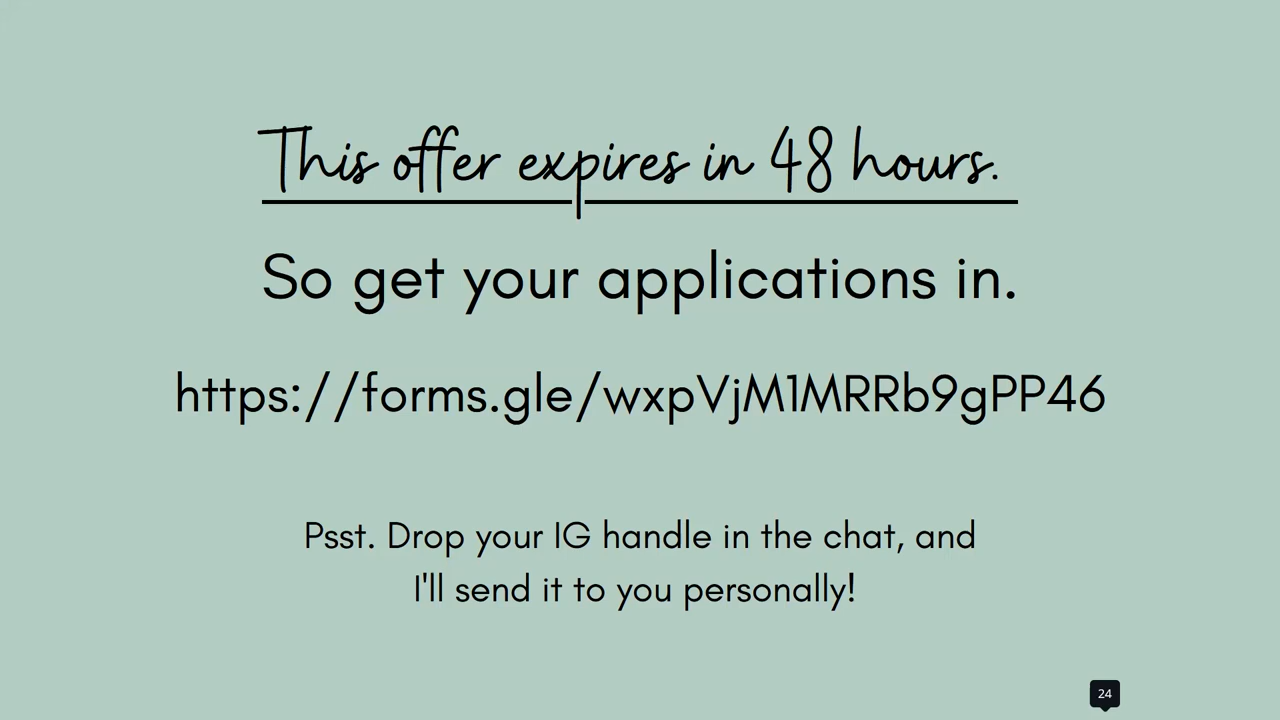 This offer expires in 48 hours.
So get your applications in.
https://forms.gle/wxpVjM1MRRb9gPP46
Psst. Drop your IG handle in the chat, and
I'll send it to you personally!
24